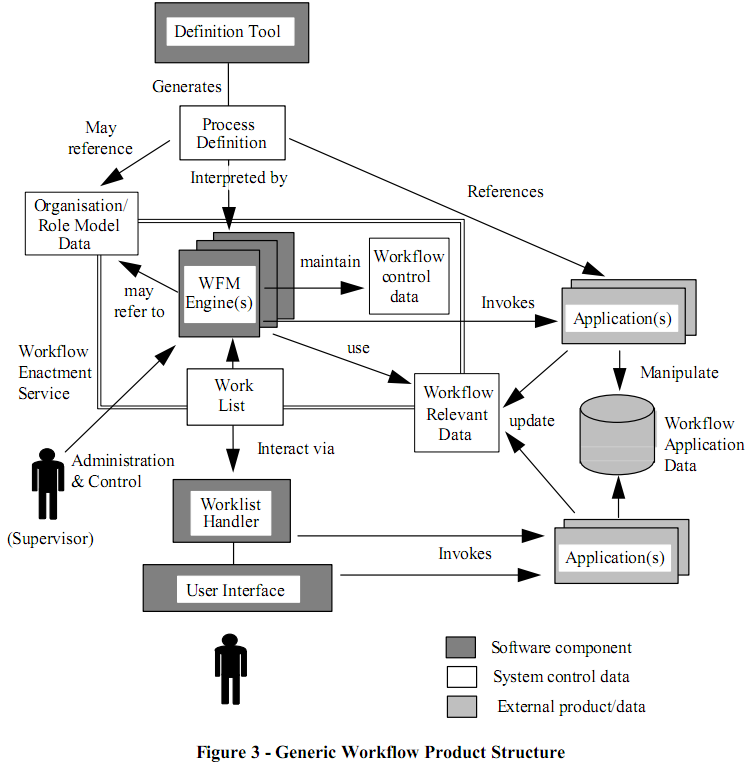 Definition Tool
Generates
Process
Definition
May
reference
Interpreted by
References
Organisation/
Role Model
Data
WFM
Engine(s)
maintain
Workflow
control
data
may
refer to
Invokes
Application(s)
use
Workflow
Enactment
Service
Work
List
Workflow
Relevant
Data
Manipulate
update
Workflow
Application
Data
Interact via
Administration
& Control
(Supervisor)
Worklist
Handler
Invokes
Application(s)
User Interface
Software component
System control data
External product/data
Figure 3 - Generic Workflow Product Structure